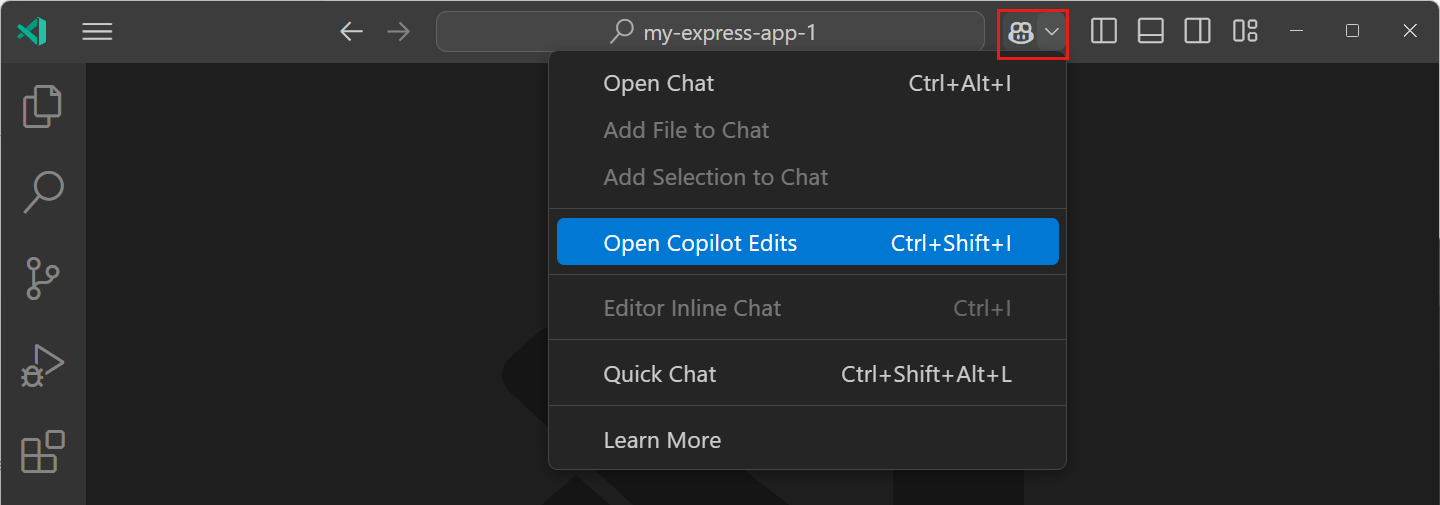 my-express-app-1
Open Chat Ctrl+Alt+I
Add File to Chat
Add Selection to Chat
Open Copilot Edits Ctrl+Shift+I
Editor Inline Chat Ctrl+I
Quick Chat Ctrl+Shift+Alt+L
Learn More